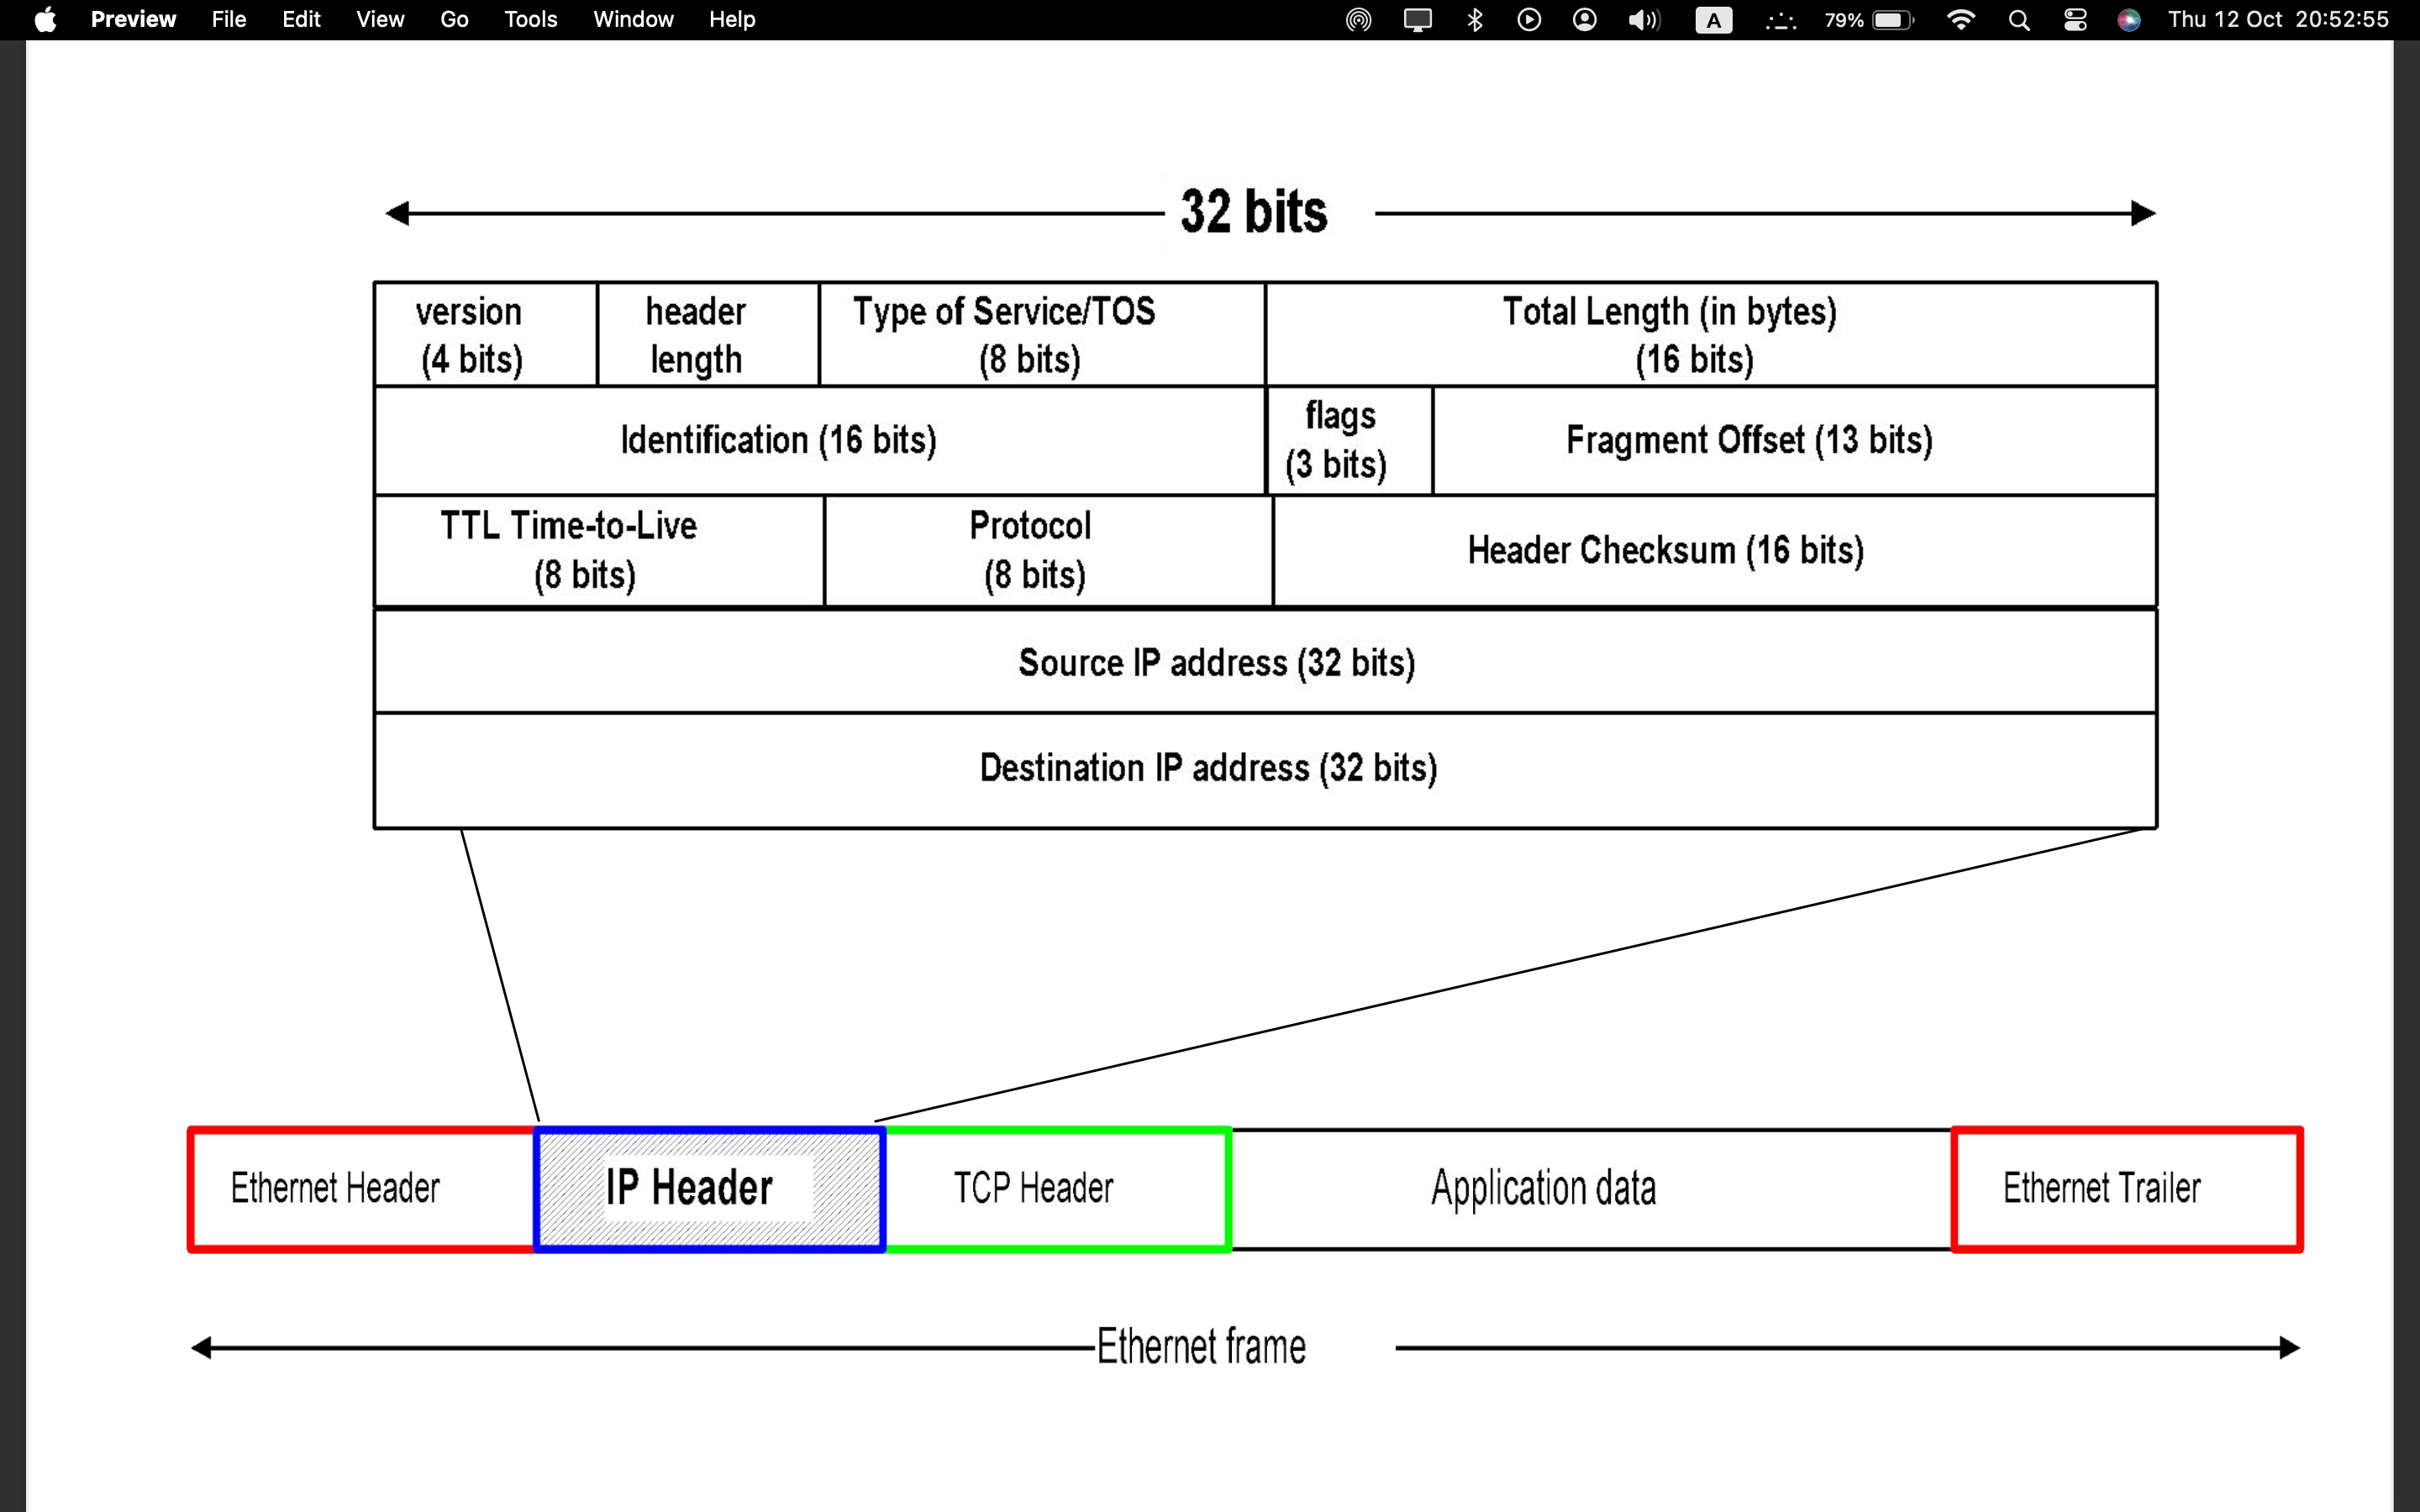 Preview File Edit View Go Tools Window Help A 79% Thu 12 Oct 20:52:55
32 bits
version
(4 bits)
header
length
Type of Service/TOS
(8 bits)
Total Length (in bytes)
(16 bits)
Identification (16 bits)
flags
(3 bits)
Fragment Offset (13 bits)
TTL Time-to-Live
(8 bits)
Protocol
(8 bits)
Header Checksum (16 bits)
Source IP address (32 bits)
Destination IP address (32 bits)
Ethernet Header
IP Header
TCP Header
Application data
Ethernet Trailer
Ethernet frame